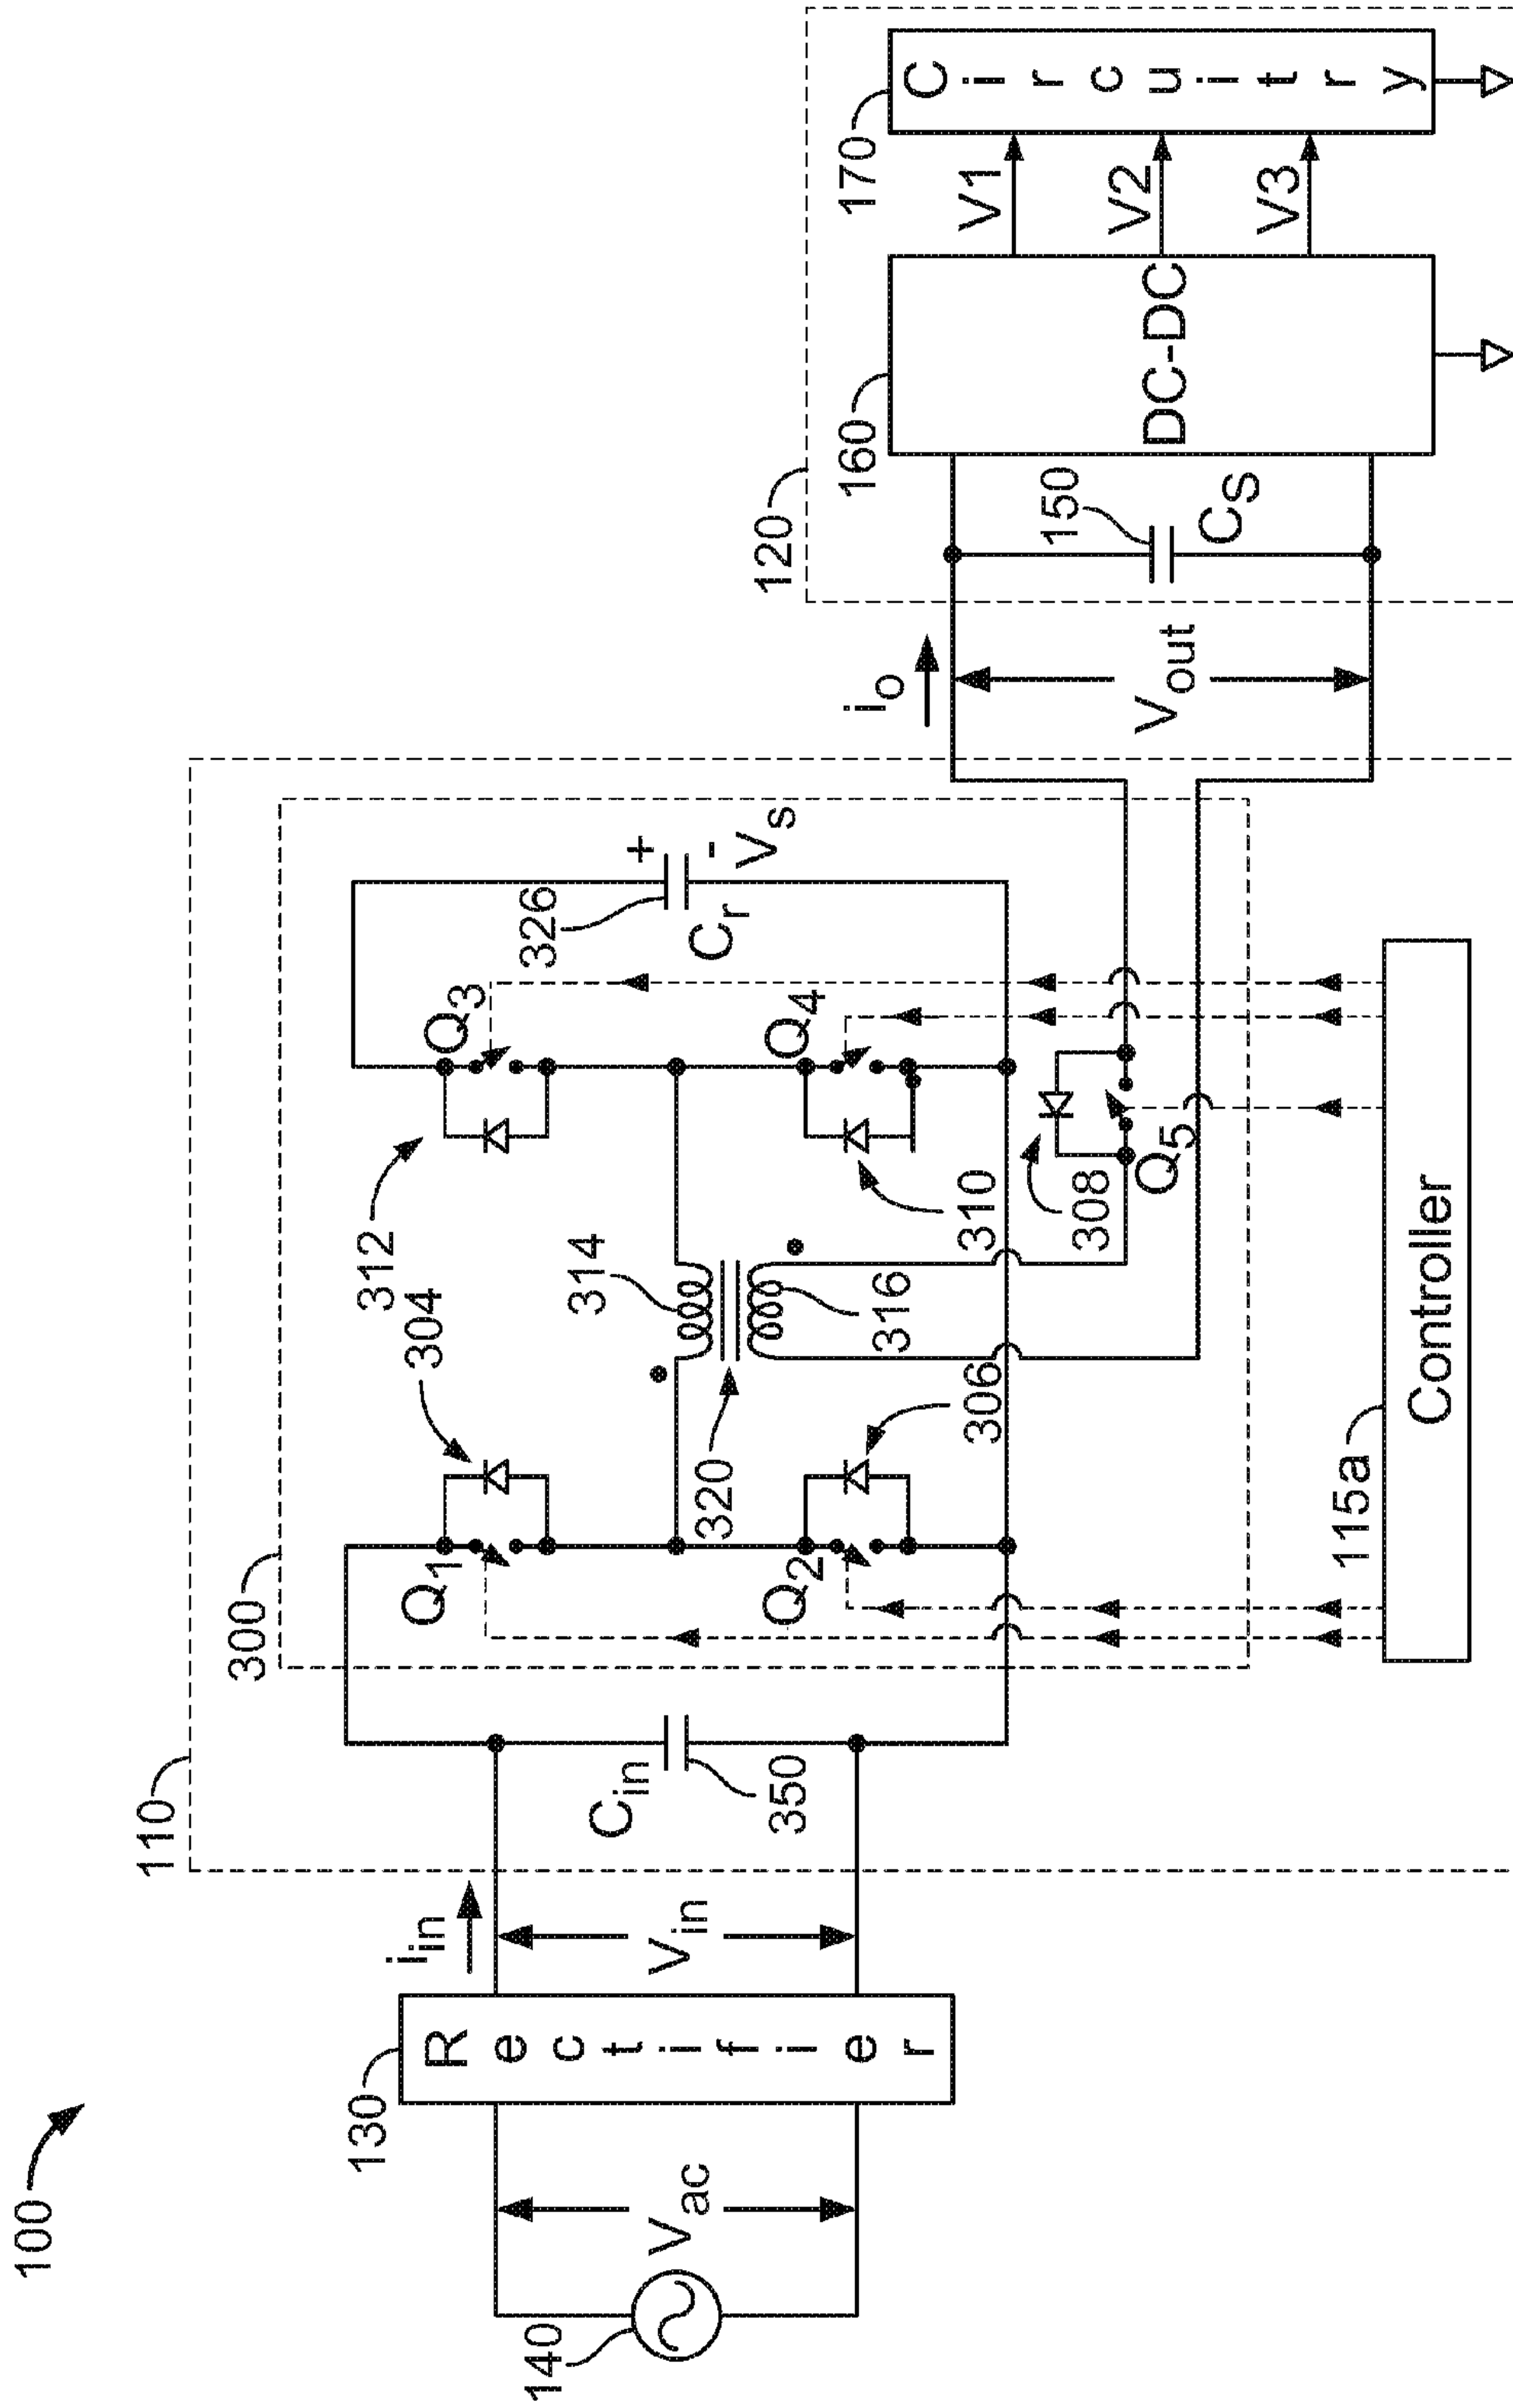 100
110
300
312
304
Q1
Q3
326
Cr
+
-
Vs
314
320
316
Q2
306
Q4
310
308
Q5
140
Vac
130
Rectifier
iin
Vin
Cin
350
115a
Controller
io
Vout
120
150
CS
160
DC-DC
V1
V2
V3
170
Circuitry